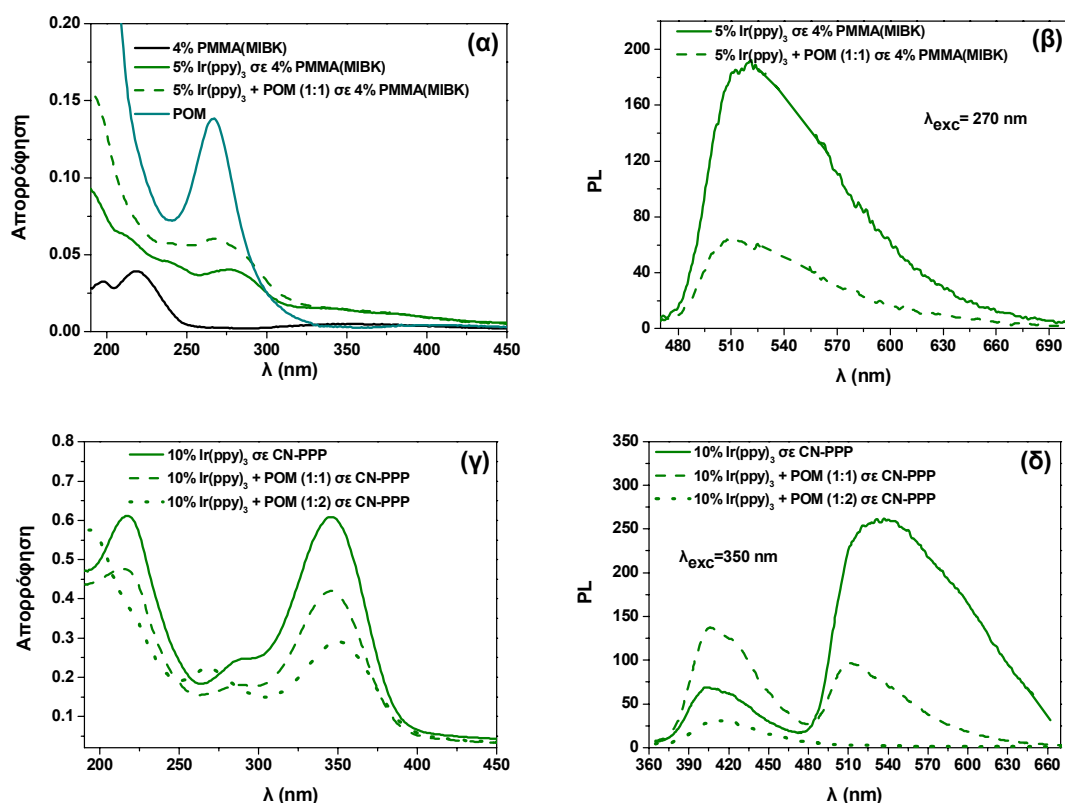 (α)
4% PMMA(MIBK)
5% Ir(ppy)₃ σε 4% PMMA(MIBK)
5% Ir(ppy)₃ + POM (1:1) σε 4% PMMA(MIBK)
POM
Απορρόφηση
0.20
0.15
0.10
0.05
0.00
200 250 300 350 400 450
λ (nm)
(β)
5% Ir(ppy)₃ σε 4% PMMA(MIBK)
5% Ir(ppy)₃ + POM (1:1) σε 4% PMMA(MIBK)
λexc= 270 nm
PL
200
160
120
80
40
0
480 510 540 570 600 630 660 690
λ (nm)
(γ)
10% Ir(ppy)₃ σε CN-PPP
10% Ir(ppy)₃ + POM (1:1) σε CN-PPP
10% Ir(ppy)₃ + POM (1:2) σε CN-PPP
Απορρόφηση
0.8
0.7
0.6
0.5
0.4
0.3
0.2
0.1
200 250 300 350 400 450
λ (nm)
(δ)
10% Ir(ppy)₃ σε CN-PPP
10% Ir(ppy)₃ + POM (1:1) σε CN-PPP
10% Ir(ppy)₃ + POM (1:2) σε CN-PPP
λexc=350 nm
PL
350
300
250
200
150
100
50
0
360 390 420 450 480 510 540 570 600 630 660
λ (nm)